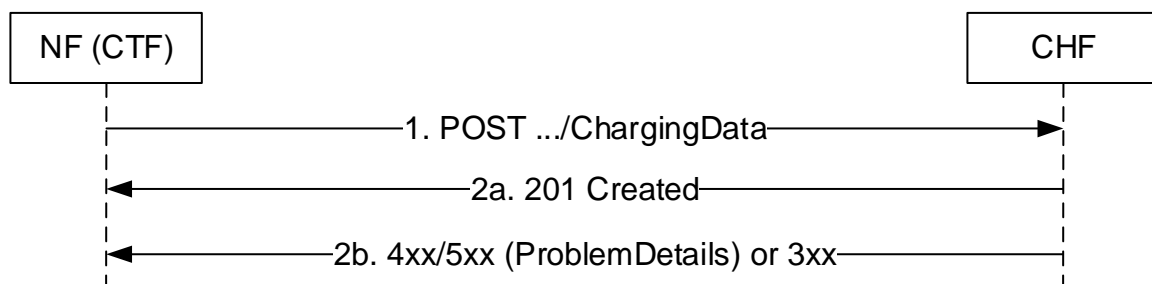 NF (CTF)
CHF
1. POST .../ChargingData
2a. 201 Created
2b. 4xx/5xx (ProblemDetails) or 3xx